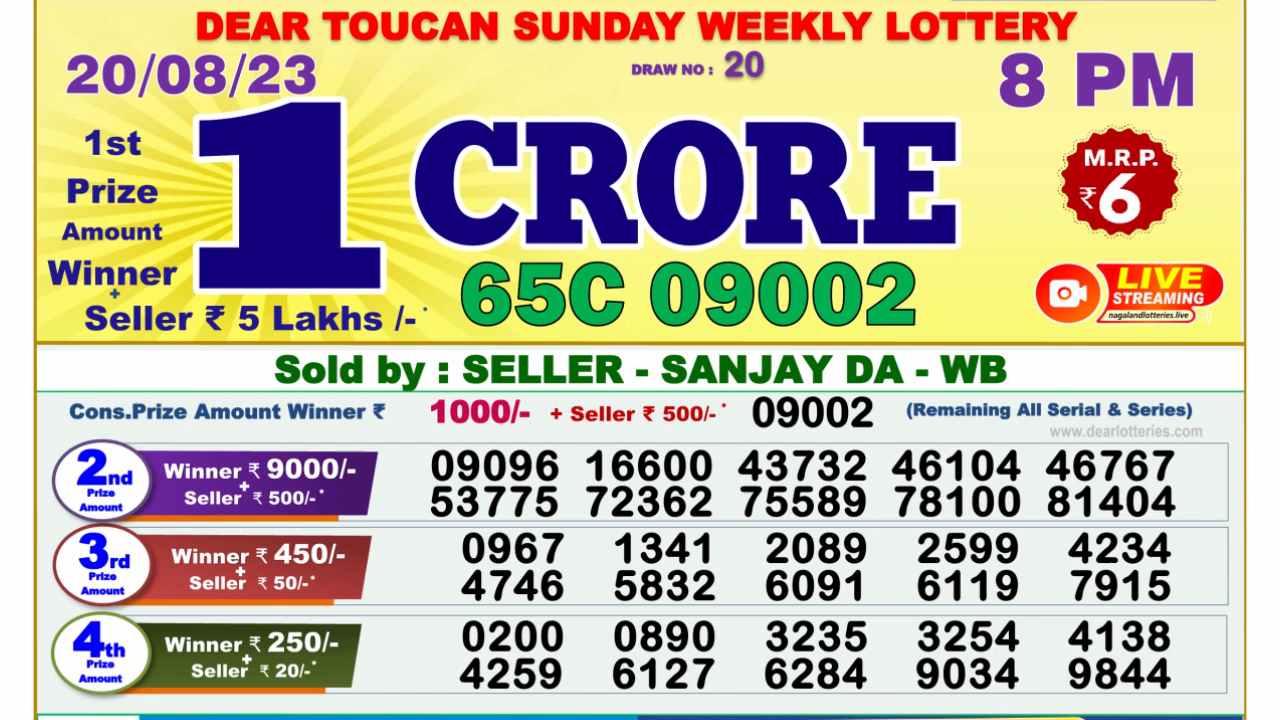 DEAR TOUCAN SUNDAY WEEKLY LOTTERY
20/08/23
DRAW NO : 20
8 PM
1st
Prize
Amount
Winner
+
Seller ₹ 5 Lakhs /-*
1 CRORE
65C 09002
M.R.P.
₹6
LIVE
STREAMING
nagalandlotteries.live
Sold by : SELLER - SANJAY DA - WB
Cons.Prize Amount Winner ₹ 1000/- + Seller ₹ 500/-* 09002 (Remaining All Serial & Series)
www.dearlotteries.com
2nd
Prize
Amount
Winner ₹ 9000/-
+
Seller ₹ 500/-*
09096 16600 43732 46104 46767
53775 72362 75589 78100 81404
3rd
Prize
Amount
Winner ₹ 450/-
+
Seller ₹ 50/-*
0967 1341 2089 2599 4234
4746 5832 6091 6119 7915
4th
Prize
Amount
Winner ₹ 250/-
+
Seller ₹ 20/-*
0200 0890 3235 3254 4138
4259 6127 6284 9034 9844